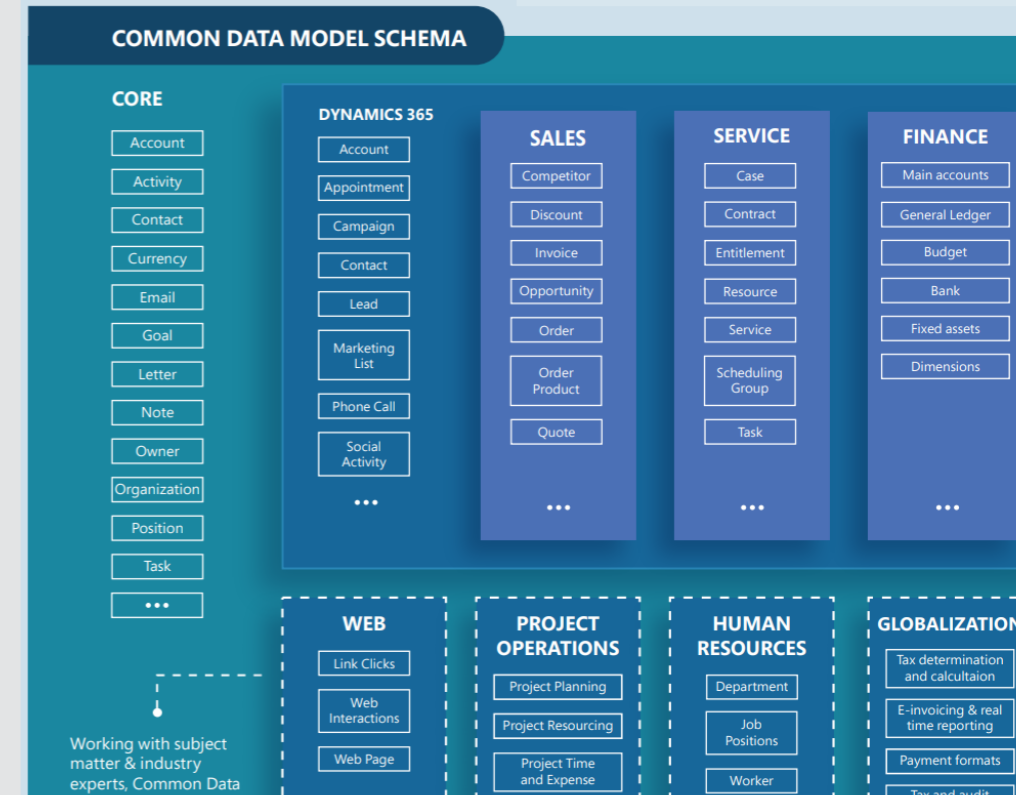 COMMON DATA MODEL SCHEMA
CORE
Account
Activity
Contact
Currency
Email
Goal
Letter
Note
Owner
Organization
Position
Task
•••
Working with subject
matter & industry
experts, Common Data
DYNAMICS 365
Account
Appointment
Campaign
Contact
Lead
Marketing
List
Phone Call
Social
Activity
•••
SALES
Competitor
Discount
Invoice
Opportunity
Order
Order
Product
Quote
•••
SERVICE
Case
Contract
Entitlement
Resource
Service
Scheduling
Group
Task
•••
FINANCE
Main accounts
General Ledger
Budget
Bank
Fixed assets
Dimensions
•••
WEB
Link Clicks
Web
Interactions
Web Page
PROJECT
OPERATIONS
Project Planning
Project Resourcing
Project Time
and Expense
HUMAN
RESOURCES
Department
Job
Positions
Worker
GLOBALIZATION
Tax determination
and calcultaion
E-invoicing & real
time reporting
Payment formats
Tax and audit